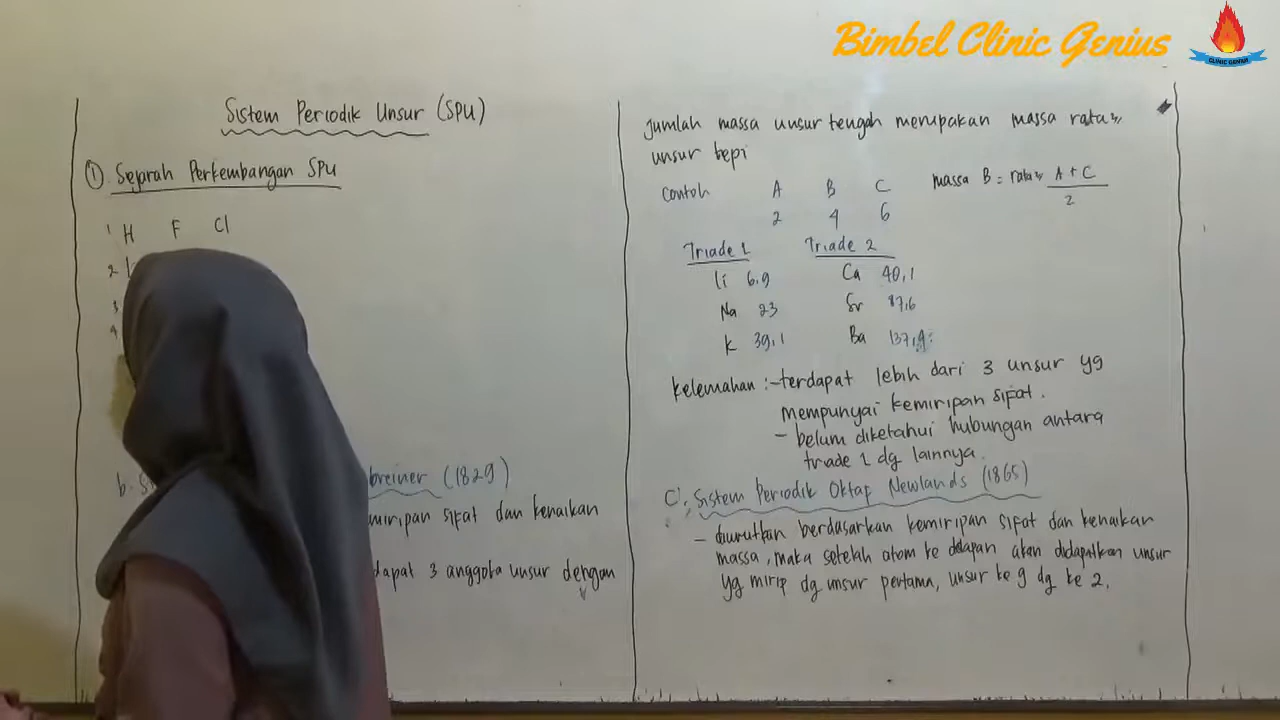 Bimbel Clinic Genius
CLINIC GENIUS
Sistem Periodik Unsur (SPU)
① Sejarah Perkembangan SPU
1 H F Cl
2
3
4
b. breiner (1829)
miripan sifat dan kenaikan
dapat 3 anggota unsur dengan
jumlah massa unsur tengah merupakan massa rata²
unsur tepi
contoh A B C
2 4 6
massa B = rata² A + C
2
Triade 1 Triade 2
Li 6,9 Ca 40,1
Na 23 Sr 87,6
K 39,1 Ba 137,9
kelemahan : - terdapat lebih dari 3 unsur yg
mempunyai kemiripan sifat.
- belum diketahui hubungan antara
triade 1 dg lainnya.
C. Sistem Periodik Oktap Newlands (1865)
- diurutkan berdasarkan kemiripan sifat dan kenaikan
massa, maka setelah atom ke delapan akan didapatkan unsur
yg mirip dg unsur pertama, unsur ke 9 dg ke 2.